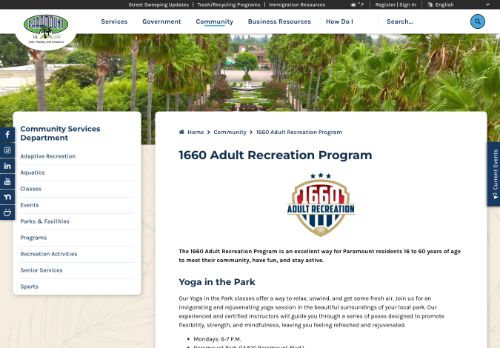 Street Sweeping Updates | Trash/Recycling Programs | Immigration Resources
° F | Register | Sign In | English
PARAMOUNT
Services Government Community Business Resources How Do I Search...
Community Services
Department
Adaptive Recreation
Aquatics
Classes
Events
Parks & Facilities
Programs
Recreation Activities
Senior Services
Sports
Home > Community > 1660 Adult Recreation Program
1660 Adult Recreation Program
1660
ADULT RECREATION
The 1660 Adult Recreation Program is an excellent way for Paramount residents 16 to 60 years of age
to meet their community, have fun, and stay active.
Yoga in the Park
Our Yoga in the Park classes offer a way to relax, unwind, and get some fresh air. Join us for an
invigorating and rejuvenating yoga session in the beautiful surroundings of your local park. Our
experienced and certified instructors will guide you through a series of poses designed to promote
flexibility, strength, and mindfulness, leaving you feeling refreshed and rejuvenated.
• Mondays: 6-7 P.M.
Current Events